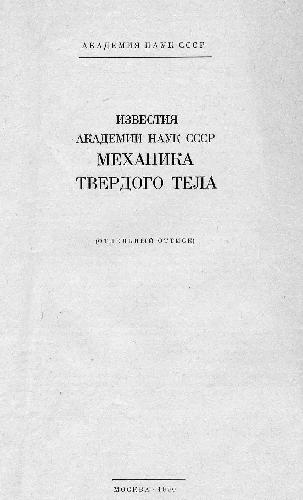 АКАДЕМИЯ НАУК СССР
ИЗВЕСТИЯ
АКАДЕМИИ НАУК СССР
МЕХАНИКА
ТВЕРДОГО ТЕЛА
(ОТДЕЛЬНЫЙ ОТТИСК)
МОСКВА